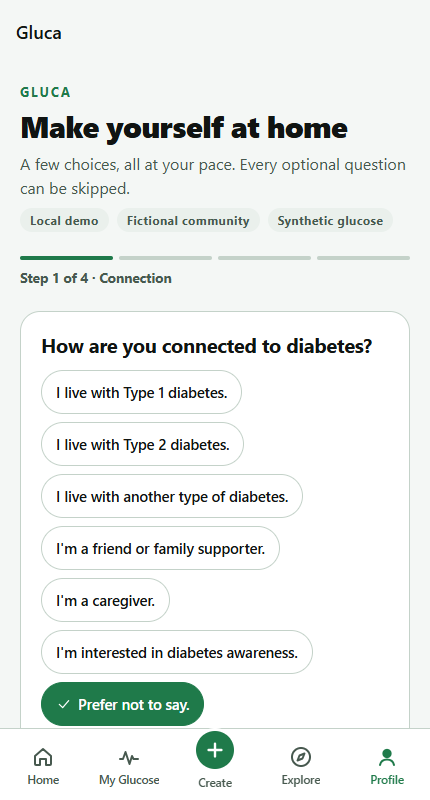 Gluca
GLUCA
Make yourself at home
A few choices, all at your pace. Every optional question
can be skipped.
Local demo
Fictional community
Synthetic glucose
Step 1 of 4 · Connection
How are you connected to diabetes?
I live with Type 1 diabetes.
I live with Type 2 diabetes.
I live with another type of diabetes.
I'm a friend or family supporter.
I'm a caregiver.
I'm interested in diabetes awareness.
Prefer not to say.
Home
My Glucose
Create
Explore
Profile